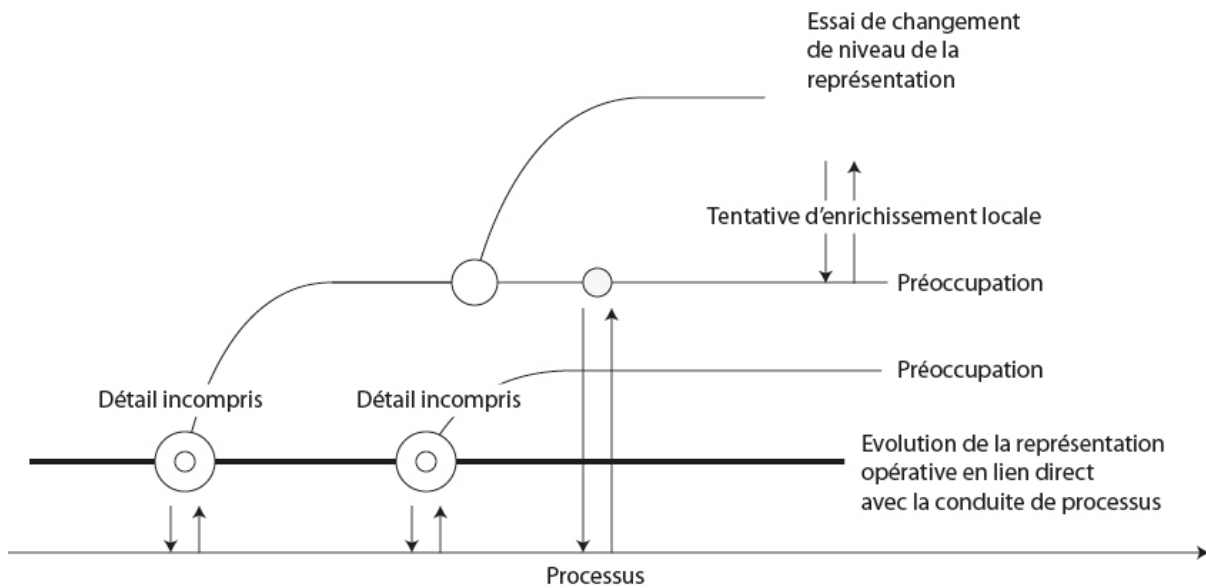 Essai de changement
de niveau de la
représentation
Tentative d'enrichissement locale
Préoccupation
Préoccupation
Détail incompris
Détail incompris
Evolution de la représentation
opérative en lien direct
avec la conduite de processus
Processus